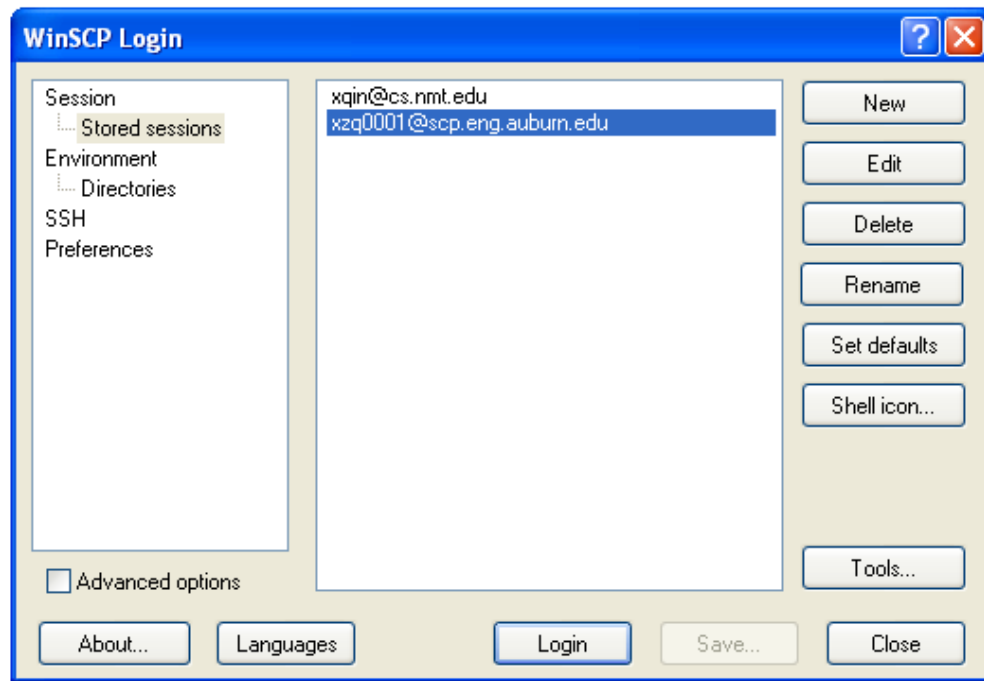 WinSCP Login
Session
Stored sessions
Environment
Directories
SSH
Preferences
xqin@cs.nmt.edu
xzq0001@scp.eng.auburn.edu
New
Edit
Delete
Rename
Set defaults
Shell icon...
Tools...
Advanced options
About...
Languages
Login
Save...
Close